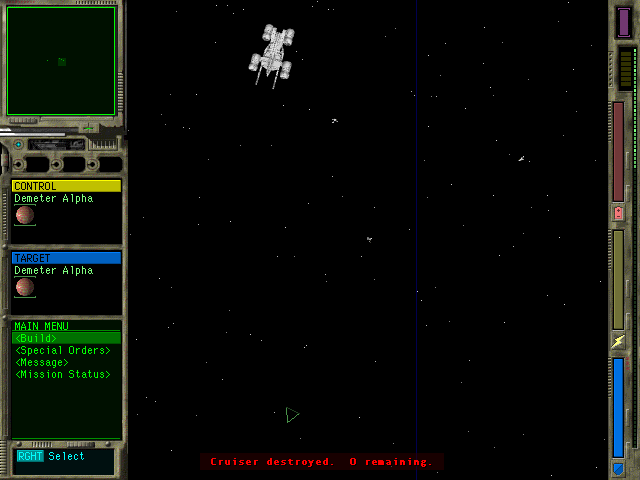 CONTROL
Demeter Alpha
TARGET
Demeter Alpha
MAIN MENU
<Build>
<Special Orders>
<Message>
<Mission Status>
RGHT Select
Cruiser destroyed. 0 remaining.